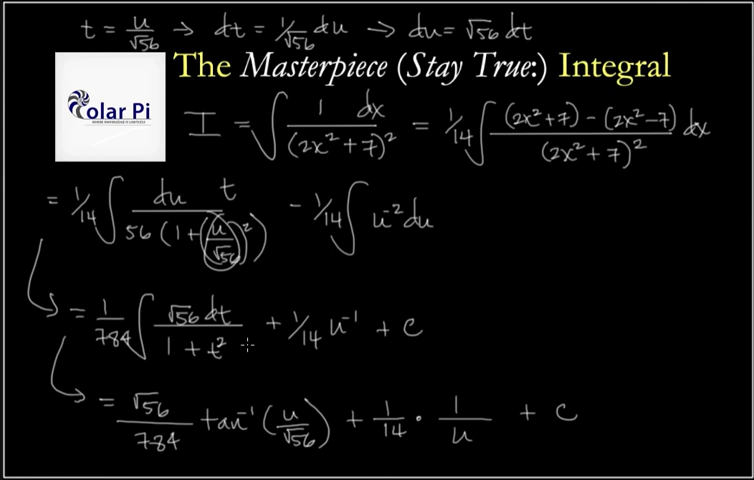 t = u/√56 → dt = 1/√56 du → du = √56 dt
The Masterpiece (Stay True:) Integral
olar Pi
I = ∫ 1 dx/(2x²+7)² = 1/14 ∫ (2x²+7) - (2x²-7)/(2x²+7)² dx
= 1/14 ∫ du/56(1+(u/√56)²) t - 1/14 ∫ u⁻² du
= 1/784 ∫ √56 dt/1+t² + 1/14 u⁻¹ + c
= √56/784 tan⁻¹(u/√56) + 1/14 · 1/u + c